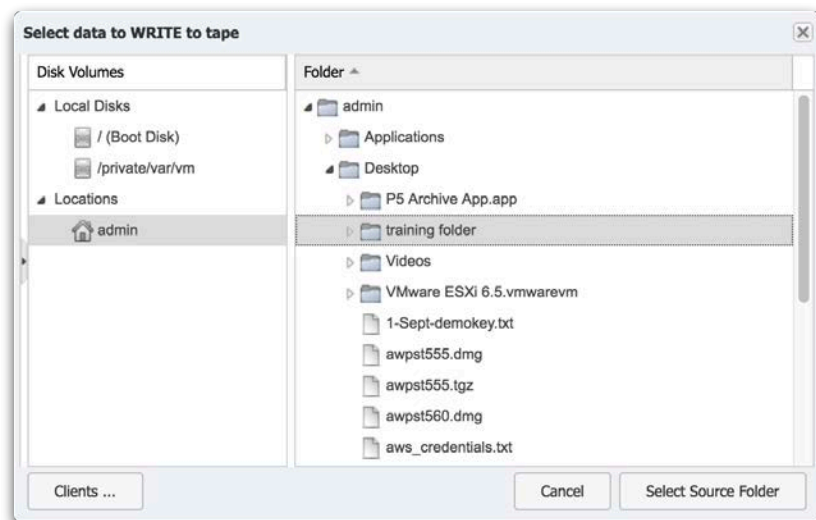 Select data to WRITE to tape
Disk Volumes
Local Disks
/ (Boot Disk)
/private/var/vm
Locations
admin
Folder
admin
Applications
Desktop
P5 Archive App.app
training folder
Videos
VMware ESXi 6.5.vmwarevm
1-Sept-demokey.txt
awpst555.dmg
awpst555.tgz
awpst560.dmg
aws_credentials.txt
Clients ...
Cancel
Select Source Folder